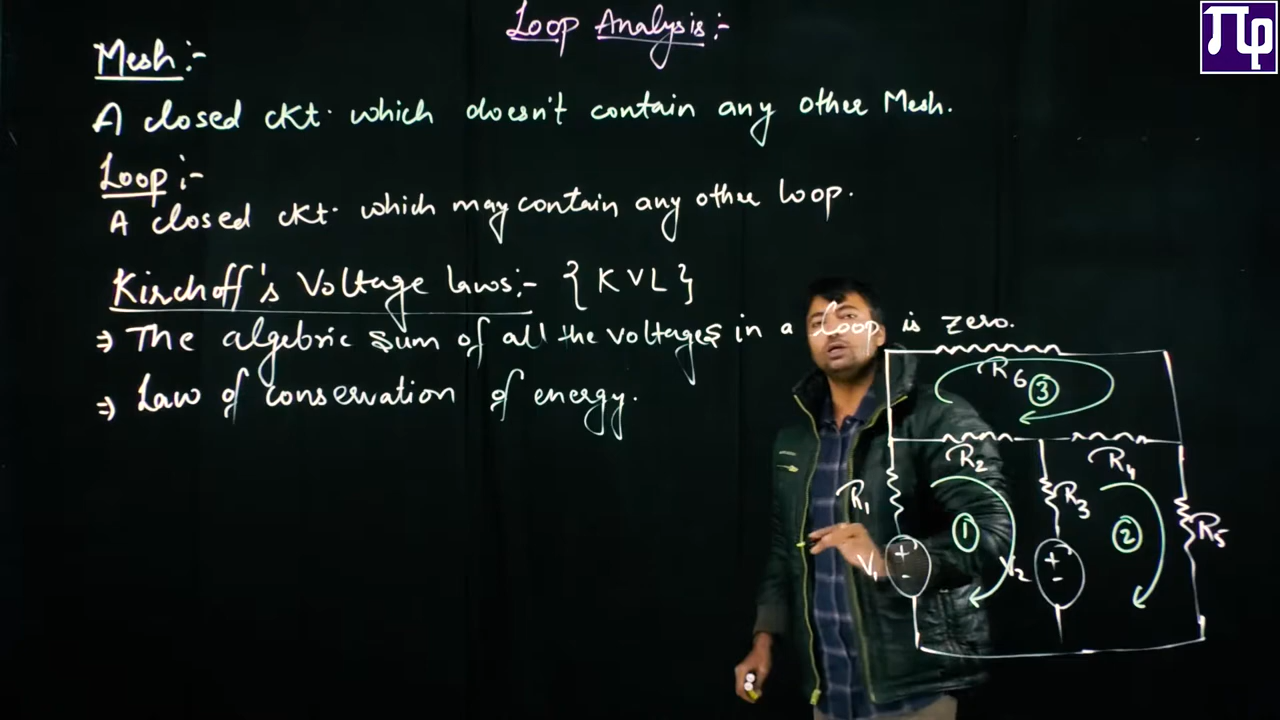 Loop Analysis:-
πφ
Mesh:-
A closed ckt. which doesn't contain any other Mesh.
Loop:-
A closed ckt. which may contain any other loop.
Kirchoff's Voltage laws:- {KVL}
⇒ The algebric sum of all the voltages in a loop is zero.
⇒ Law of conservation of energy.
R6
3
R2
R4
R1
R3
R5
1
2
V1
+
-
V2
+
-